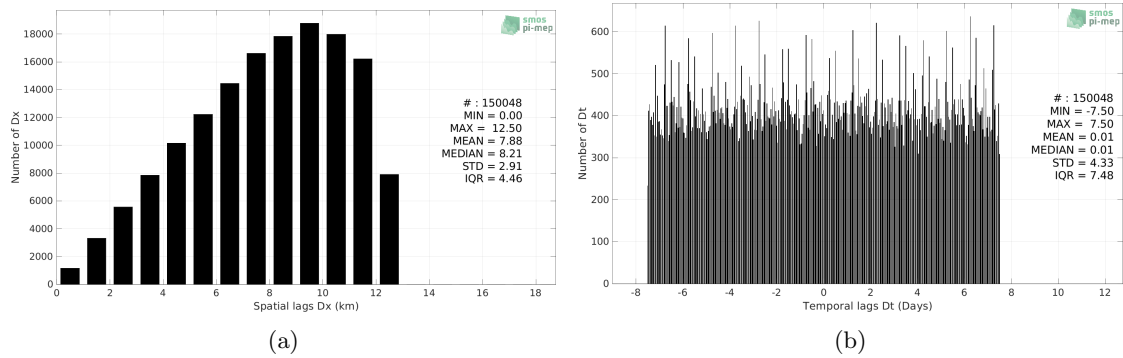 smos
pi-mep
18000
16000
14000
12000
10000
8000
6000
4000
2000
0
Number of Dx
# : 150048
MIN = 0.00
MAX = 12.50
MEAN = 7.88
MEDIAN = 8.21
STD = 2.91
IQR = 4.46
0 2 4 6 8 10 12 14 16 18
Spatial lags Dx (km)
(a)
smos
pi-mep
600
500
400
300
200
100
0
Number of Dt
# : 150048
MIN = -7.50
MAX = 7.50
MEAN = 0.01
MEDIAN = 0.01
STD = 4.33
IQR = 7.48
-8 -6 -4 -2 0 2 4 6 8 10 12
Temporal lags Dt (Days)
(b)